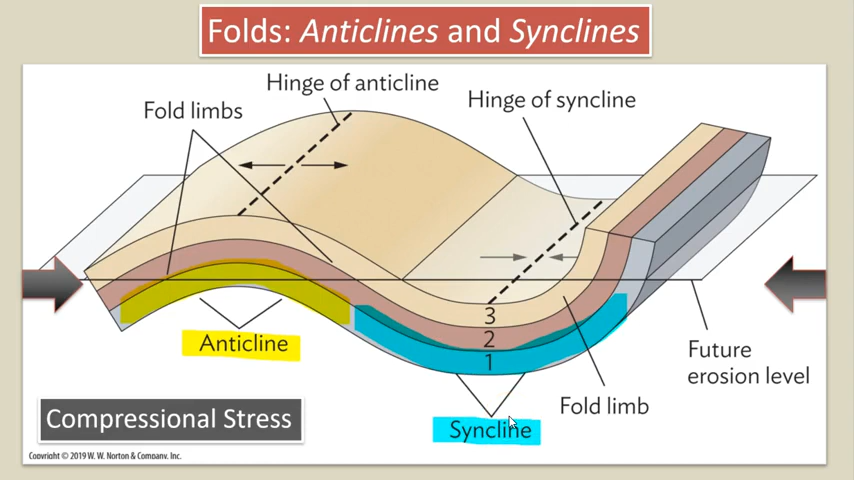 Folds: Anticlines and Synclines
Hinge of anticline
Hinge of syncline
Fold limbs
3
2
1
Anticline
Future
erosion level
Fold limb
Compressional Stress
Syncline
Copyright © 2019 W. W. Norton & Company, Inc.